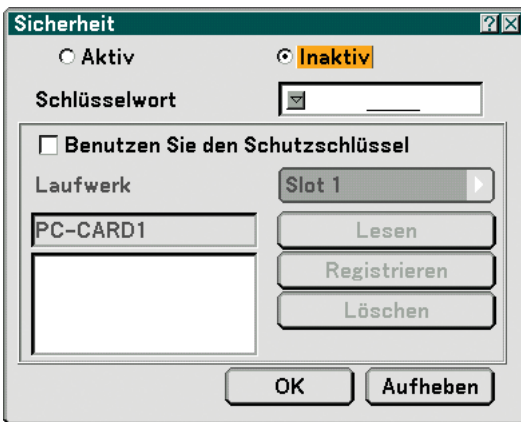 Sicherheit
Aktiv Inaktiv
Schlüsselwort
Benutzen Sie den Schutzschlüssel
Laufwerk Slot 1
PC-CARD1 Lesen
Registrieren
Löschen
OK Aufheben